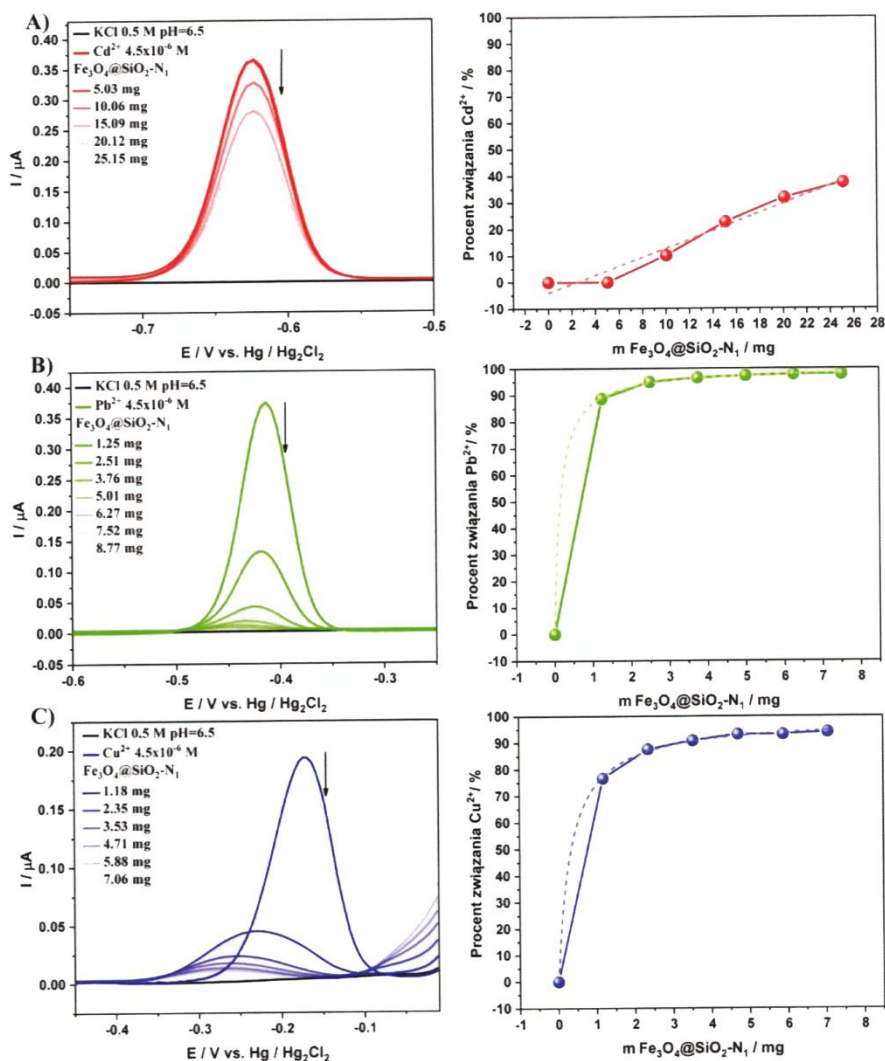 A)
KCl 0.5 M pH=6.5
Cd²⁺ 4.5x10⁻⁶ M
Fe₃O₄@SiO₂-N₁
5.03 mg
10.06 mg
15.09 mg
20.12 mg
25.15 mg
0.40
0.35
0.30
0.25
0.20
0.15
0.10
0.05
0.00
-0.05
I / µA
-0.7
-0.6
-0.5
E / V vs. Hg / Hg₂Cl₂
100
90
80
70
60
50
40
30
20
10
0
-10
Procent związania Cd²⁺ / %
-2 0 2 4 6 8 10 12 14 16 18 20 22 24 26 28
m Fe₃O₄@SiO₂-N₁ / mg
B)
KCl 0.5 M pH=6.5
Pb²⁺ 4.5x10⁻⁶ M
Fe₃O₄@SiO₂-N₁
1.25 mg
2.51 mg
3.76 mg
5.01 mg
6.27 mg
7.52 mg
8.77 mg
0.40
0.35
0.30
0.25
0.20
0.15
0.10
0.05
0.00
-0.05
I / µA
-0.6
-0.5
-0.4
-0.3
E / V vs. Hg / Hg₂Cl₂
100
90
80
70
60
50
40
30
20
10
0
-10
Procent związania Pb²⁺/ %
-1 0 1 2 3 4 5 6 7 8
m Fe₃O₄@SiO₂-N₁ / mg
C)
KCl 0.5 M pH=6.5
Cu²⁺ 4.5x10⁻⁶ M
Fe₃O₄@SiO₂-N₁
1.18 mg
2.35 mg
3.53 mg
4.71 mg
5.88 mg
7.06 mg
0.20
0.15
0.10
0.05
0.00
I / µA
-0.4
-0.3
-0.2
-0.1
E / V vs. Hg / Hg₂Cl₂
100
90
80
70
60
50
40
30
20
10
0
-10
Procent związania Cu²⁺ / %
-1 0 1 2 3 4 5 6 7 8
m Fe₃O₄@SiO₂-N₁ / mg